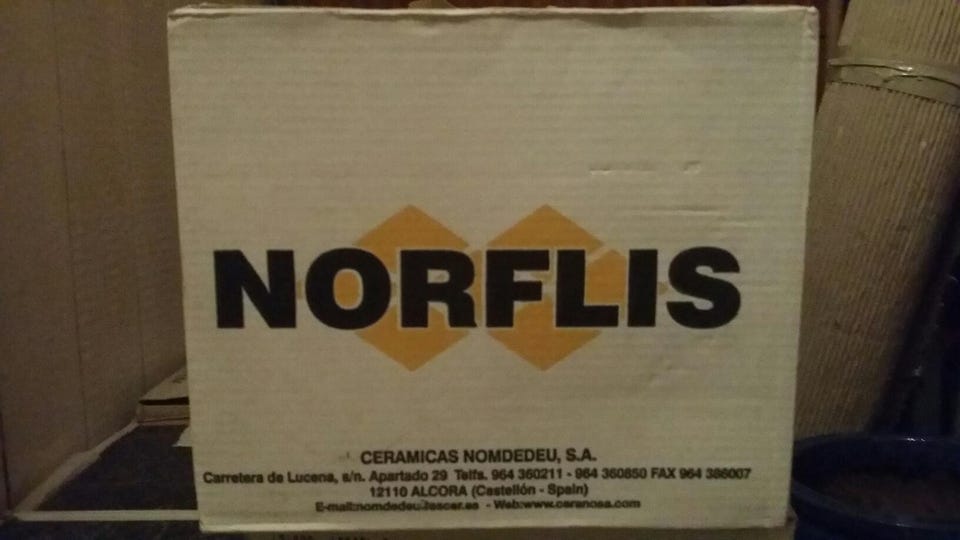 NORFLIS
CERAMICAS NOMDEDEU, S.A.
Carretera de Lucena, s/n. Apartado 29 Telfs. 964 360211 - 964 360850 FAX 964 386007
12110 ALCORA (Castellón - Spain)
- Web:www.ceranosa.com